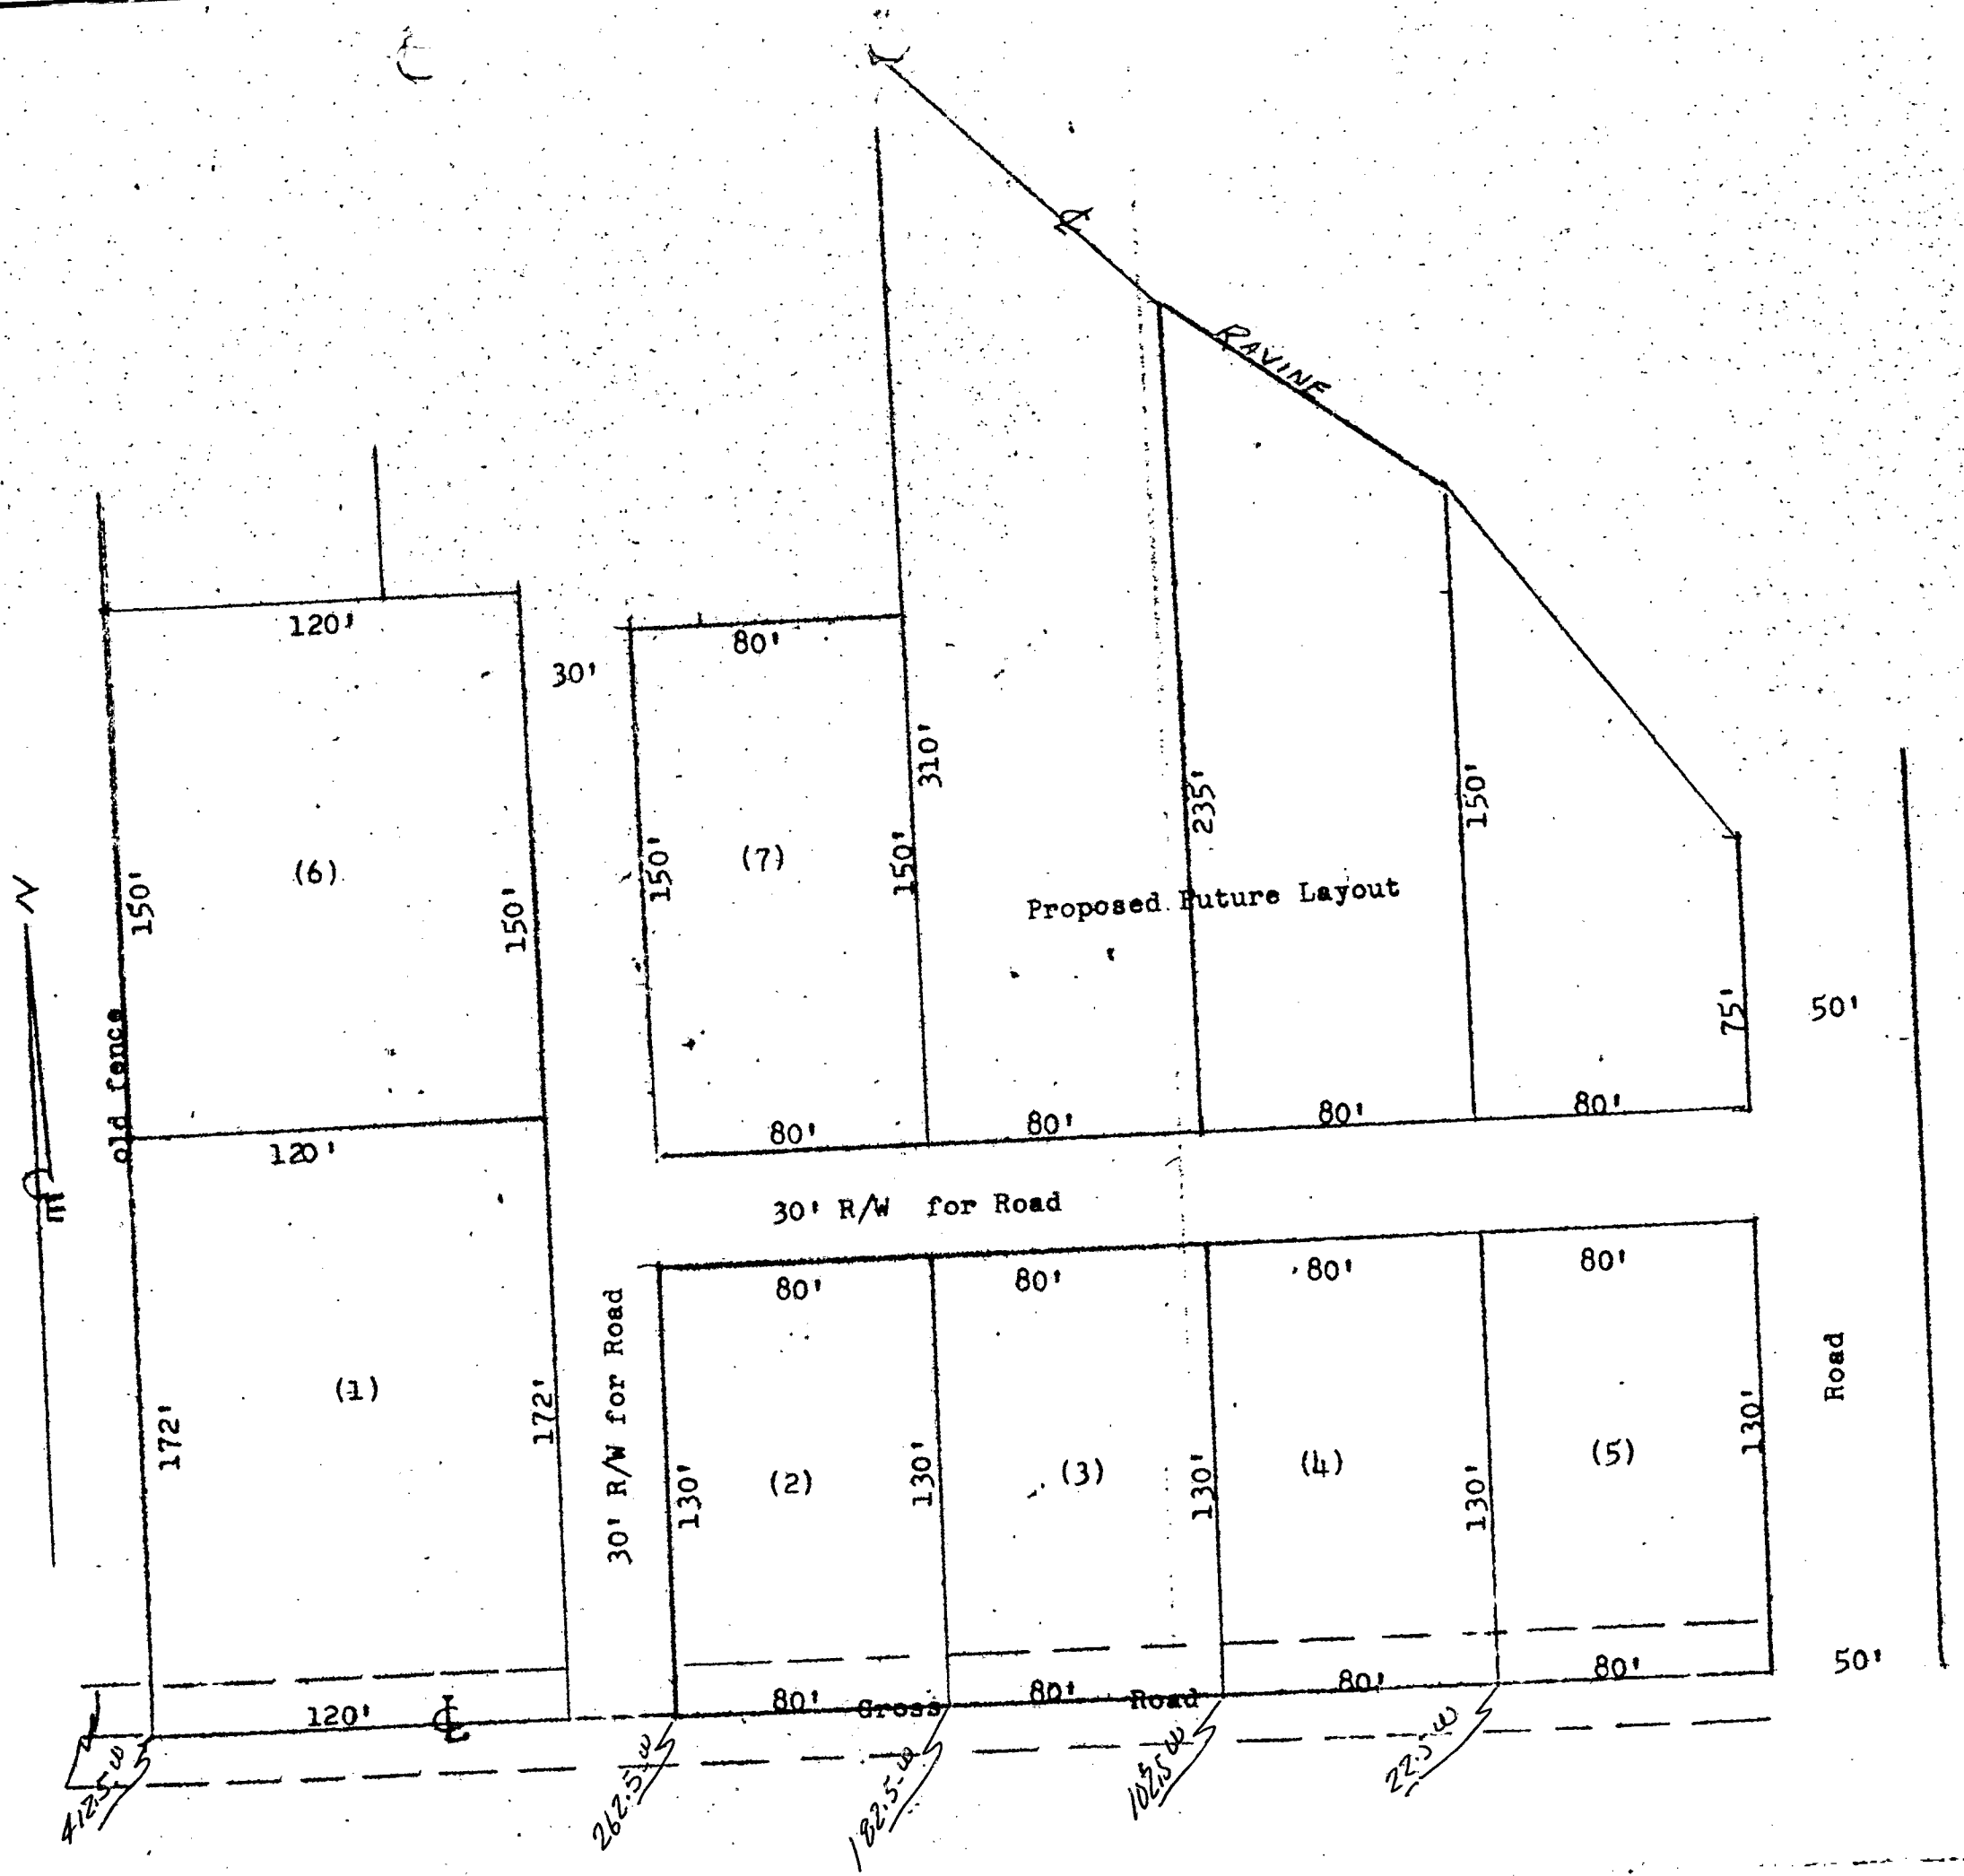 RAVINE
120'
30'
80'
310'
235'
150'
150'
150'
150'
150'
(6)
(7)
Proposed Future Layout
N
75'
50'
old fence
120'
80'
80'
80'
80'
30' R/W for Road
80'
80'
80'
80'
30' R/W for Road
Road
(1)
172'
172'
130'
(2)
130'
(3)
130'
(4)
130'
(5)
130'
120'
80'
Cross
80'
Road
80'
80'
50'
412.5-W
262.5-W
182.5-W
102.5 W
22.5-W